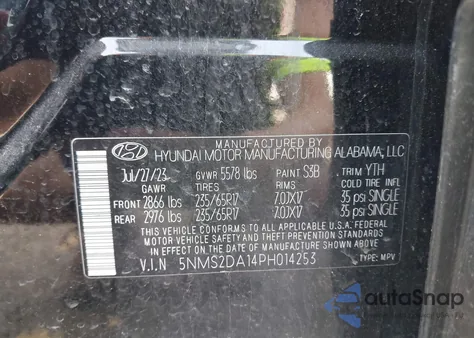 MANUFACTURED BY
HYUNDAI MOTOR MANUFACTURING ALABAMA, LLC
Jul/27/23 GVWR 5578 lbs PAINT S3B TRIM YTH
GAWR TIRES RIMS COLD TIRE INFL
FRONT 2866 lbs 235/65R17 7.0JX17 35 psi SINGLE
REAR 2976 lbs 235/65R17 7.0JX17 35 psi SINGLE
THIS VEHICLE CONFORMS TO ALL APPLICABLE FEDERAL
MOTOR VEHICLE SAFETY AND THEFT PREVENTION STANDARDS
IN EFFECT ON THE DATE OF MANUFACTURE SHOWN ABOVE.
V.I.N 5NMS2DA14PH014253 TYPE: MPV
autoSnap